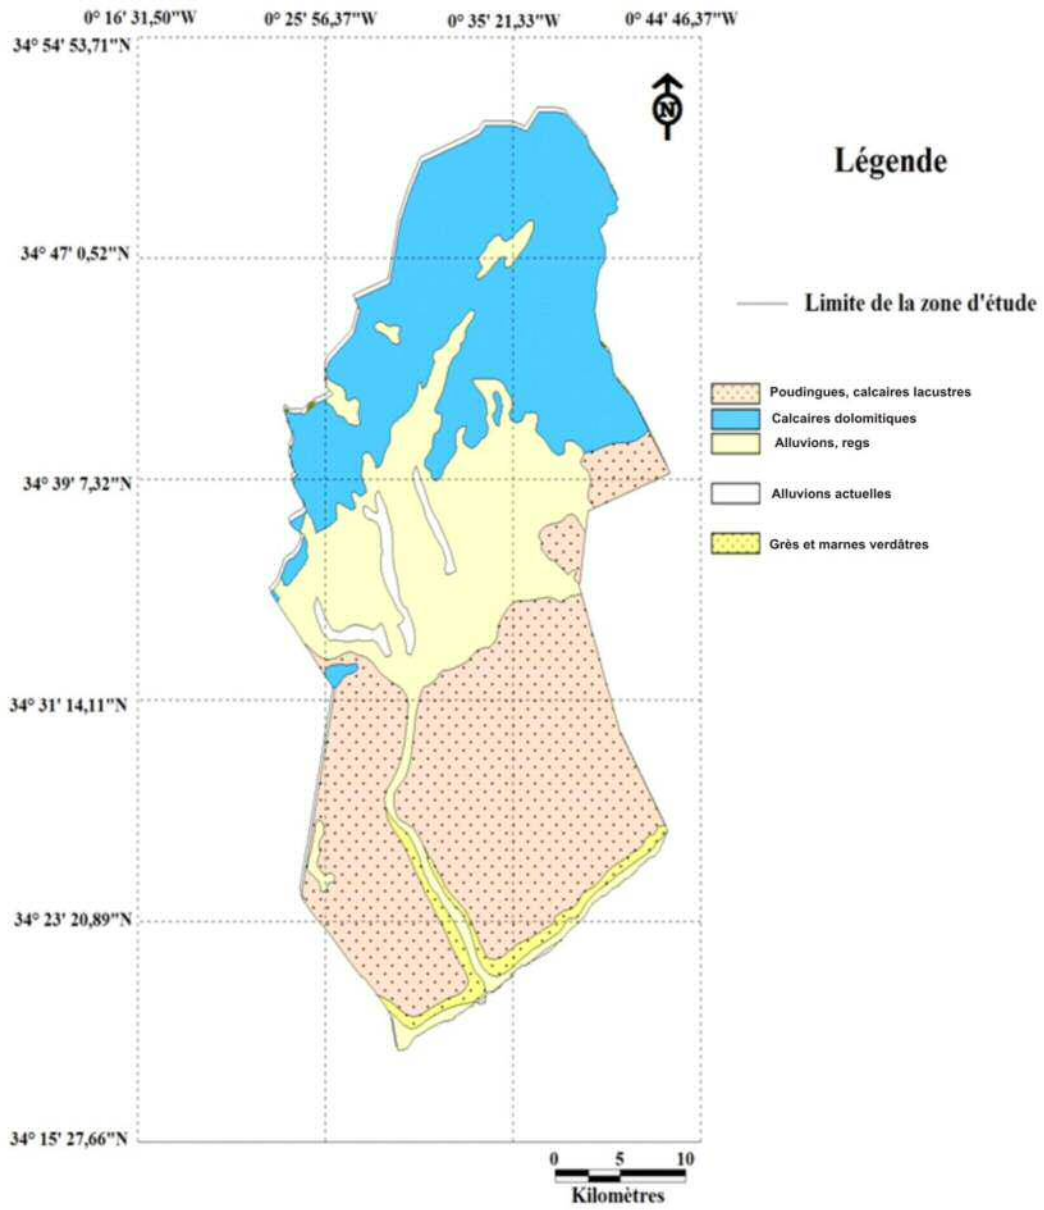 0° 16' 31,50"W 0° 25' 56,37"W 0° 35' 21,33"W 0° 44' 46,37"W
34° 54' 53,71"N
N
Légende
34° 47' 0,52"N
Limite de la zone d'étude
Poudingues, calcaires lacustres
Calcaires dolomitiques
Alluvions, regs
34° 39' 7,32"N
Alluvions actuelles
Grès et marnes verdâtres
34° 31' 14,11"N
34° 23' 20,89"N
34° 15' 27,66"N
0 5 10
Kilomètres